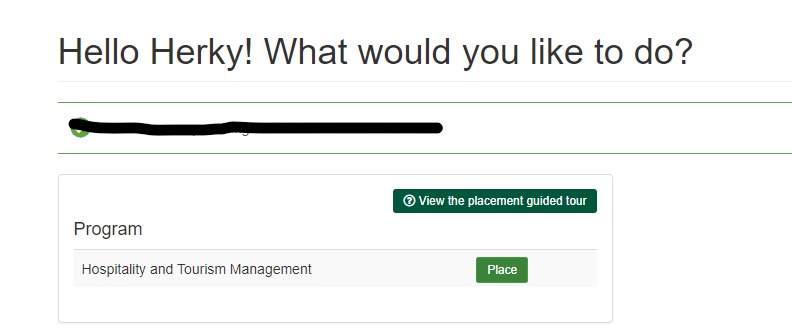 Hello Herky! What would you like to do?
View the placement guided tour
Program
Hospitality and Tourism Management Place